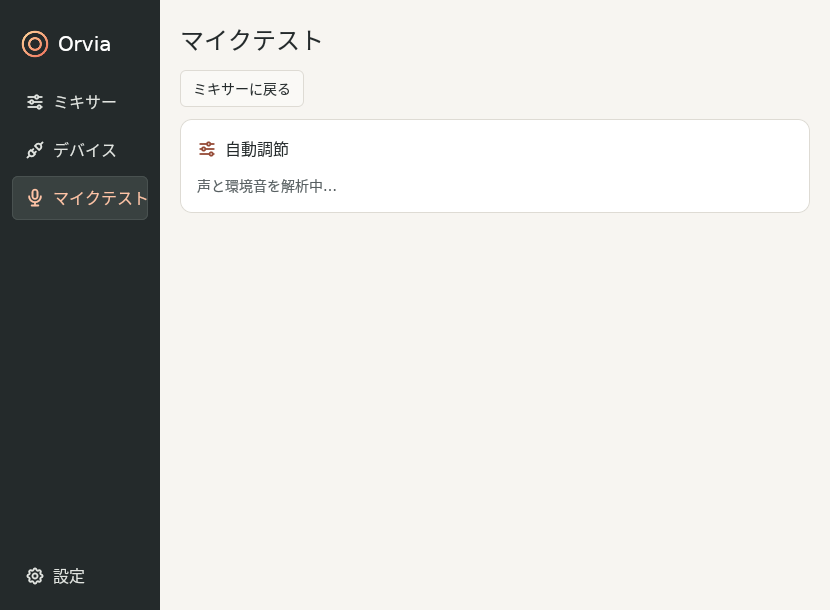 Orvia
ミキサー
デバイス
マイクテスト
設定
マイクテスト
ミキサーに戻る
自動調節
声と環境音を解析中...